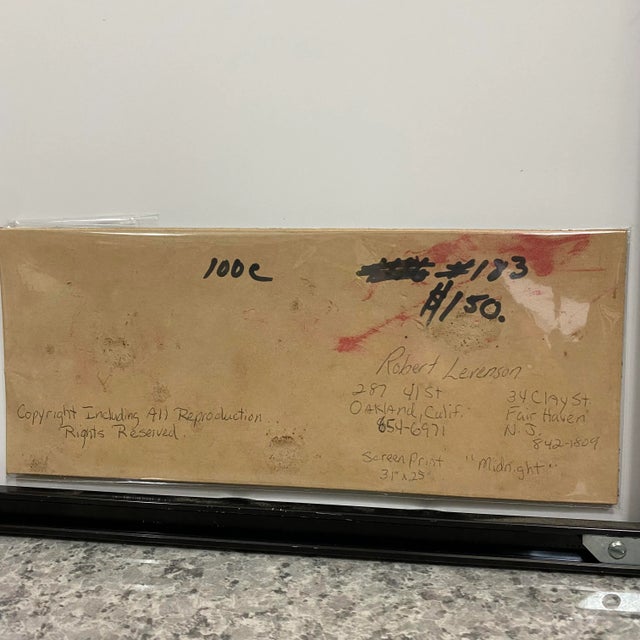 100c
#183
$150.
Robert Levenson
287 41 St
Oakland, Calif.
654-6971
34 Clay St.
Fair Haven
N.J.
842-1809
Copyright Including All Reproduction
Rights Reserved.
Screen Print "Midnight"
31" x 23"